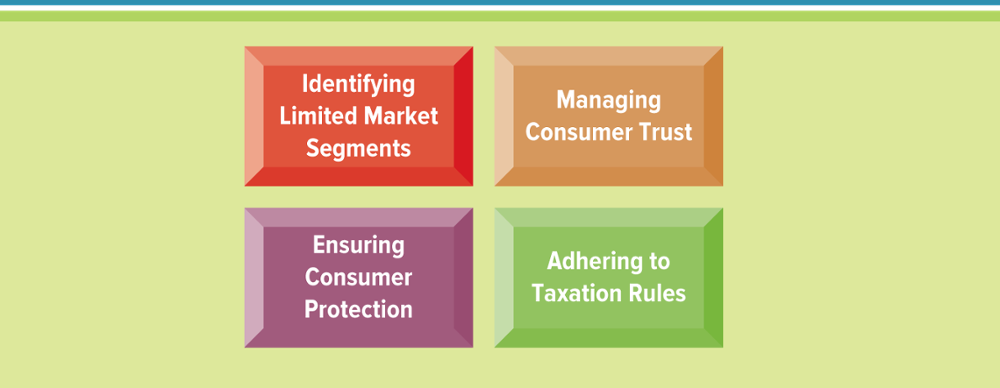 Identifying
Limited Market
Segments
Managing
Consumer Trust
Ensuring
Consumer
Protection
Adhering to
Taxation Rules